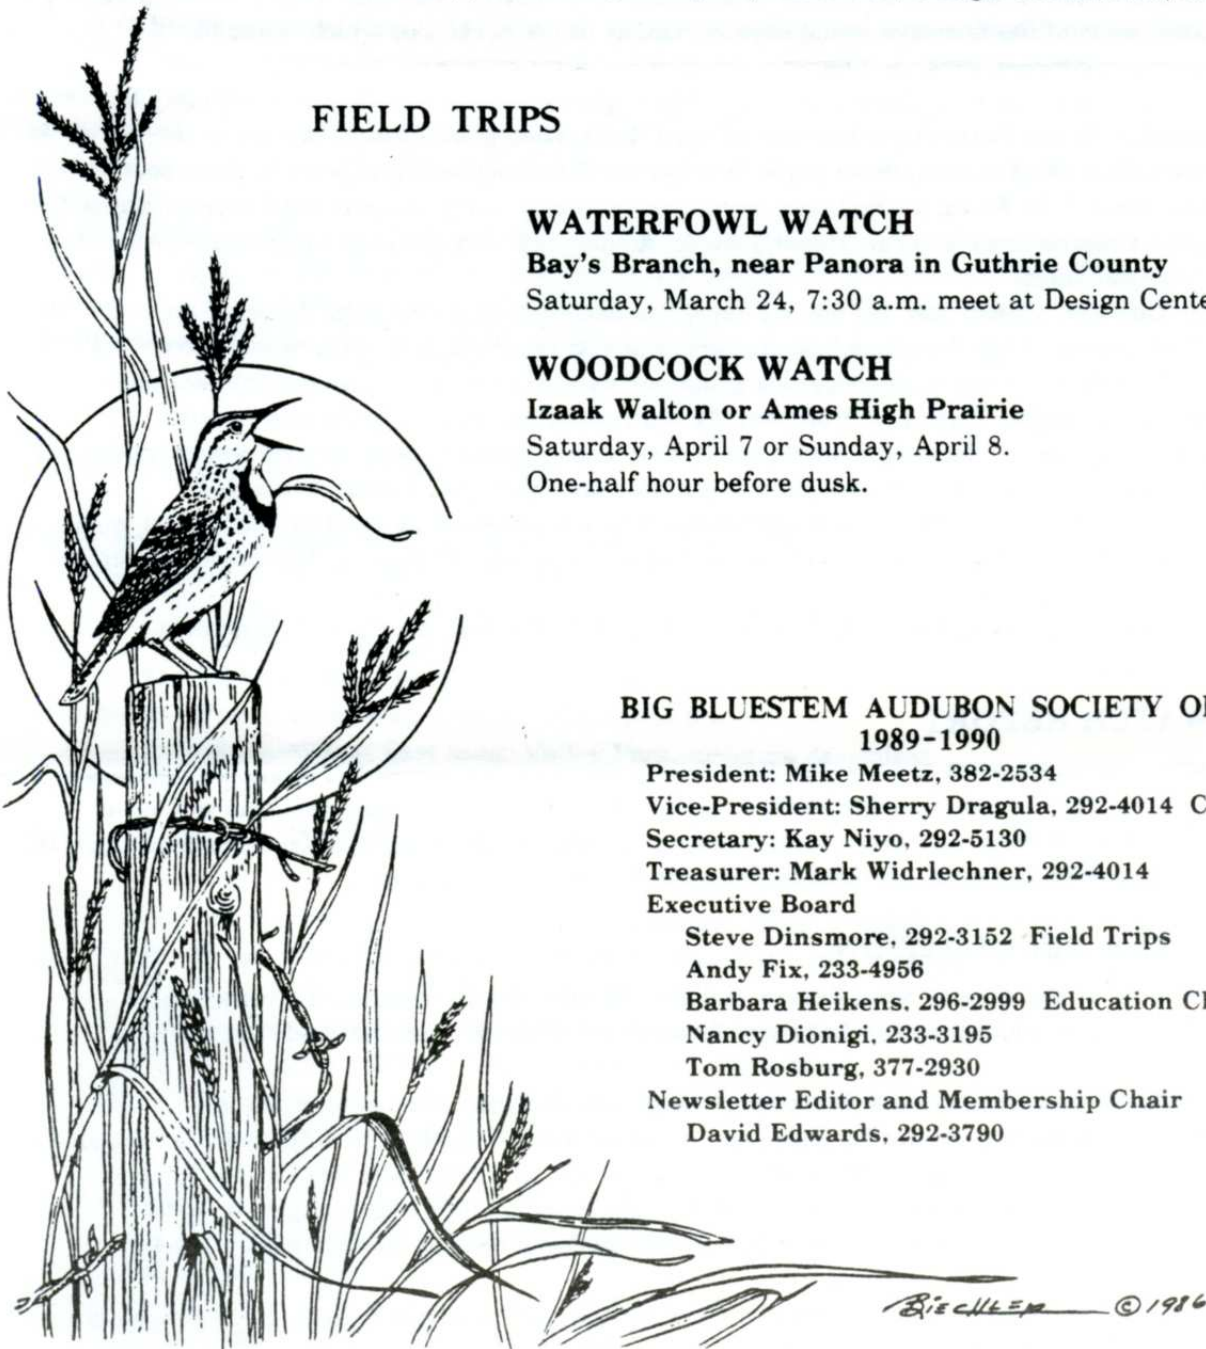 FIELD TRIPS
WATERFOWL WATCH
Bay's Branch, near Panora in Guthrie County
Saturday, March 24, 7:30 a.m. meet at Design
WOODCOCK WATCH
Izaak Walton or Ames High Prairie
Saturday, April 7 or Sunday, April 8.
One-half hour before dusk.
BIG BLUESTEM AUDUBON SOCIETY
1989-1990
President: Mike Meetz, 382-2534
Vice-President: Sherry Dragula, 292-4014
Secretary: Kay Niyo, 292-5130
Treasurer: Mark Widrlechner, 292-4014
Executive Board
Steve Dinsmore, 292-3152 Field Trips
Andy Fix, 233-4956
Barbara Heikens, 296-2999 Education
Nancy Dionigi, 233-3195
Tom Rosburg, 377-2930
Newsletter Editor and Membership Chair
David Edwards, 292-3790
© 1986